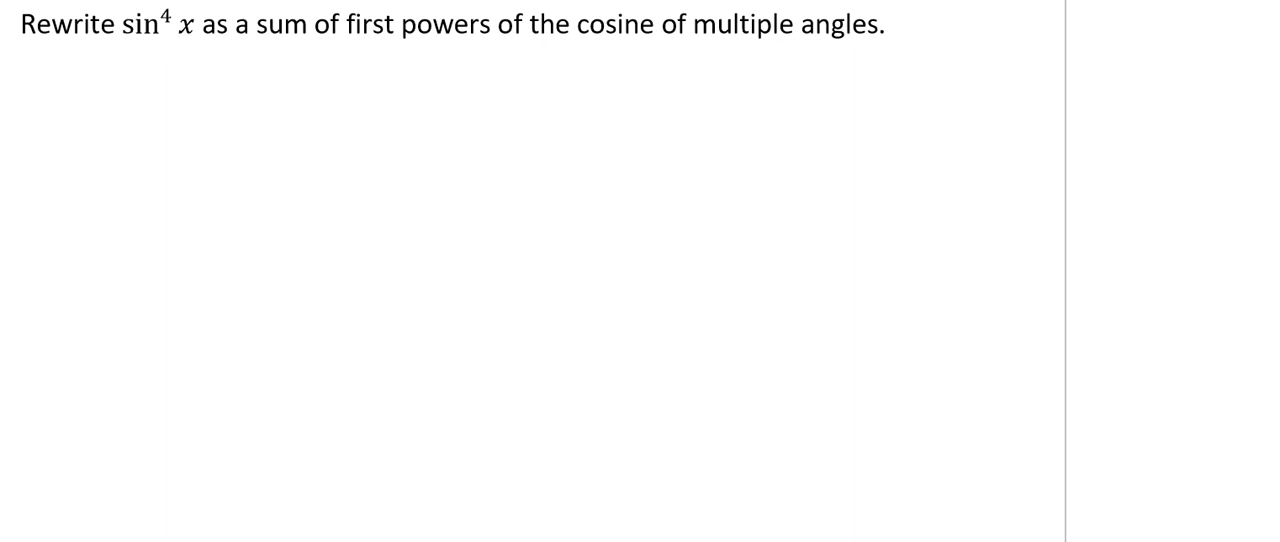 Rewrite sin⁴ x as a sum of first powers of the cosine of multiple angles.